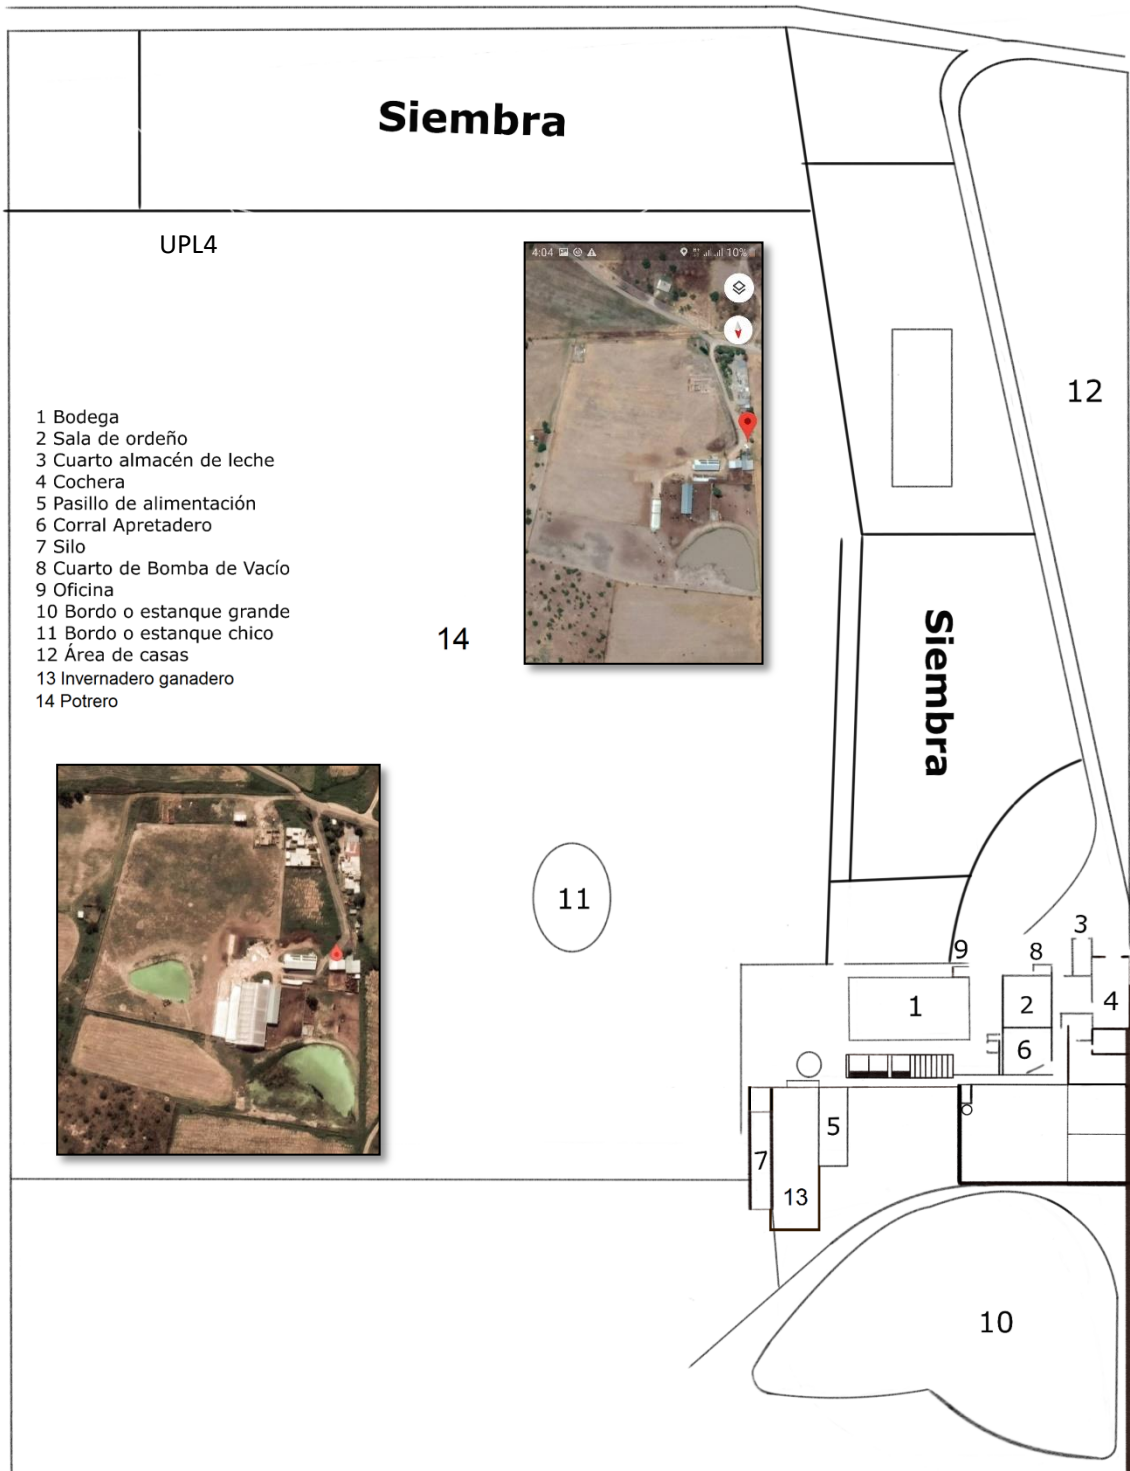 Siembra
UPL4
4:04
10%
12
1 Bodega
2 Sala de ordeño
3 Cuarto almacén de leche
4 Cochera
5 Pasillo de alimentación
6 Corral Apretadero
7 Silo
8 Cuarto de Bomba de Vacío
9 Oficina
10 Bordo o estanque grande
11 Bordo o estanque chico
12 Área de casas
13 Invernadero ganadero
14 Potrero
14
Siembra
11
3
9
8
1
2
4
6
5
7
13
10